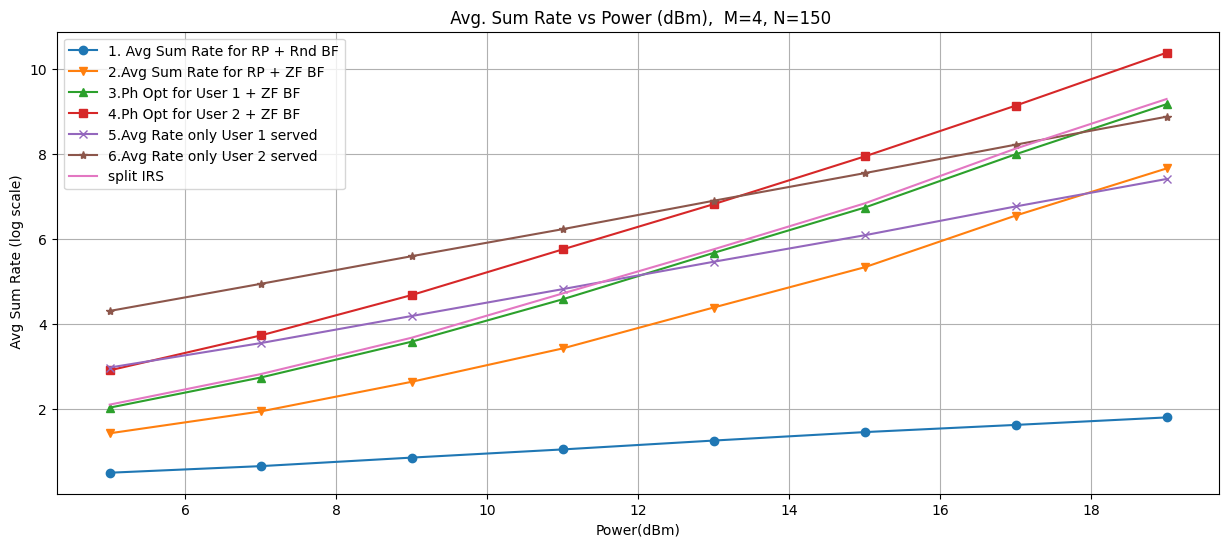 Avg. Sum Rate vs Power (dBm),  M=4, N=150
1. Avg Sum Rate for RP + Rnd BF
2.Avg Sum Rate for RP + ZF BF
3.Ph Opt for User 1 + ZF BF
4.Ph Opt for User 2 + ZF BF
5.Avg Rate only User 1 served
6.Avg Rate only User 2 served
split IRS
Avg Sum Rate (log scale)
10
8
6
4
2
6 8 10 12 14 16 18
Power(dBm)